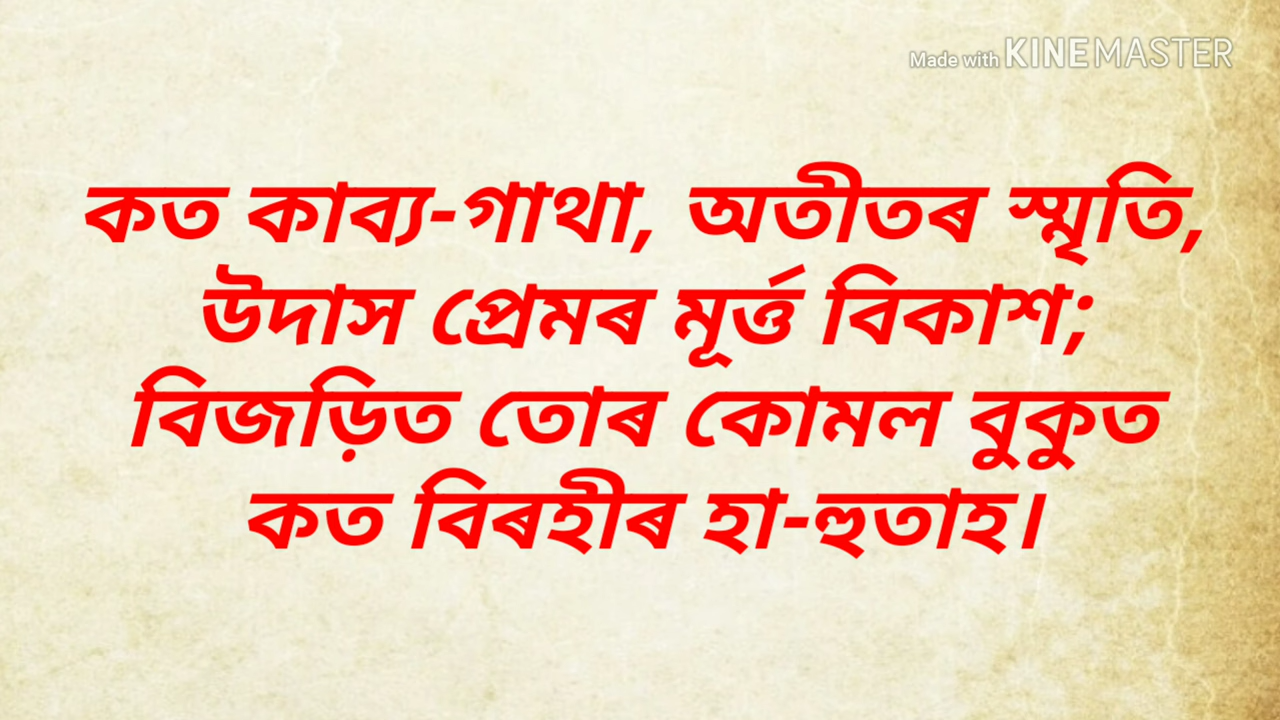 Made with KINEMASTER
কত কাব্য-গাথা, অতীতৰ স্মৃতি,
উদাস প্ৰেমৰ মূৰ্ত্ত বিকাশ;
বিজড়িত তোৰ কোমল বুকুত
কত বিৰহীৰ হা-হুতাহ।